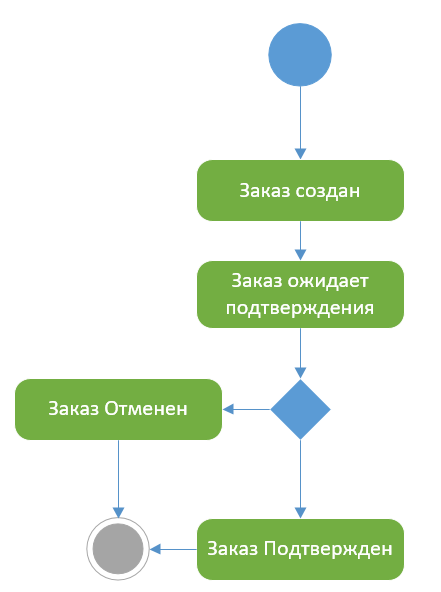 Заказ создан
Заказ ожидает
подтверждения
Заказ Отменен
Заказ Подтвержден